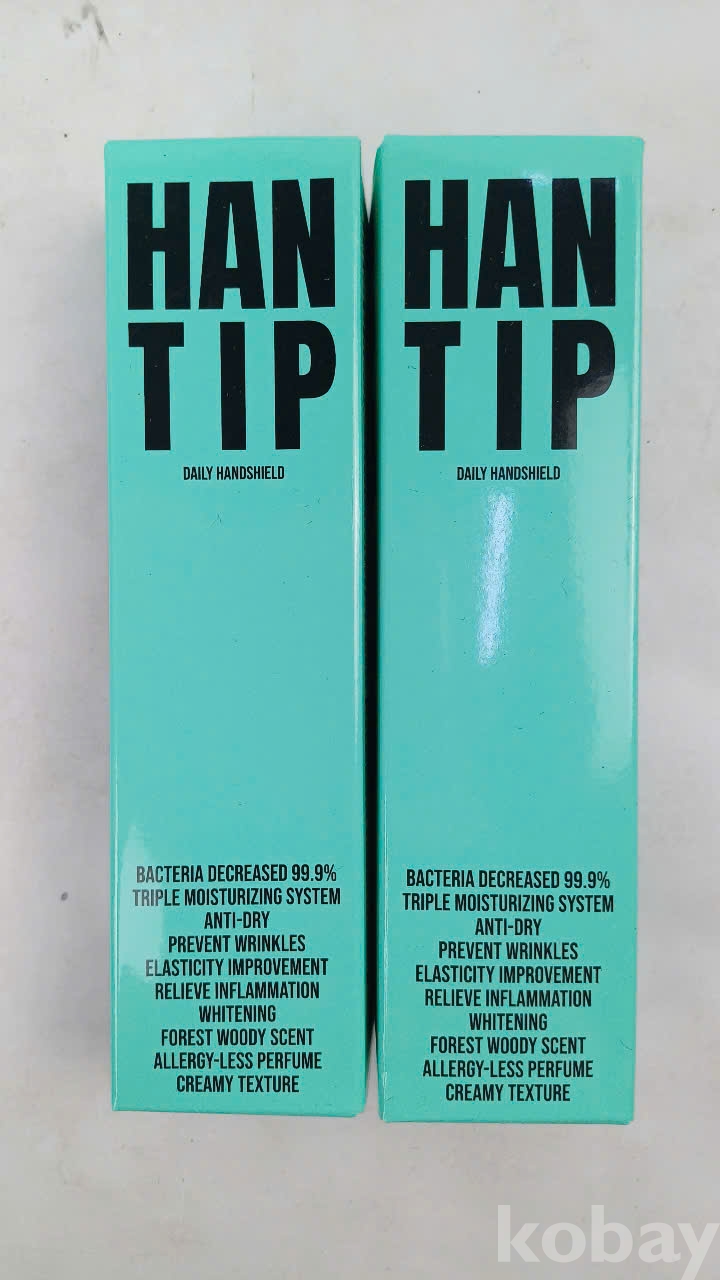 HAN
TIP
DAILY HANDSHIELD
BACTERIA DECREASED 99.9%
TRIPLE MOISTURIZING SYSTEM
ANTI-DRY
PREVENT WRINKLES
ELASTICITY IMPROVEMENT
RELIEVE INFLAMMATION
WHITENING
FOREST WOODY SCENT
ALLERGY-LESS PERFUME
CREAMY TEXTURE
HAN
TIP
DAILY HANDSHIELD
BACTERIA DECREASED 99.9%
TRIPLE MOISTURIZING SYSTEM
ANTI-DRY
PREVENT WRINKLES
ELASTICITY IMPROVEMENT
RELIEVE INFLAMMATION
WHITENING
FOREST WOODY SCENT
ALLERGY-LESS PERFUME
CREAMY TEXTURE
kobay